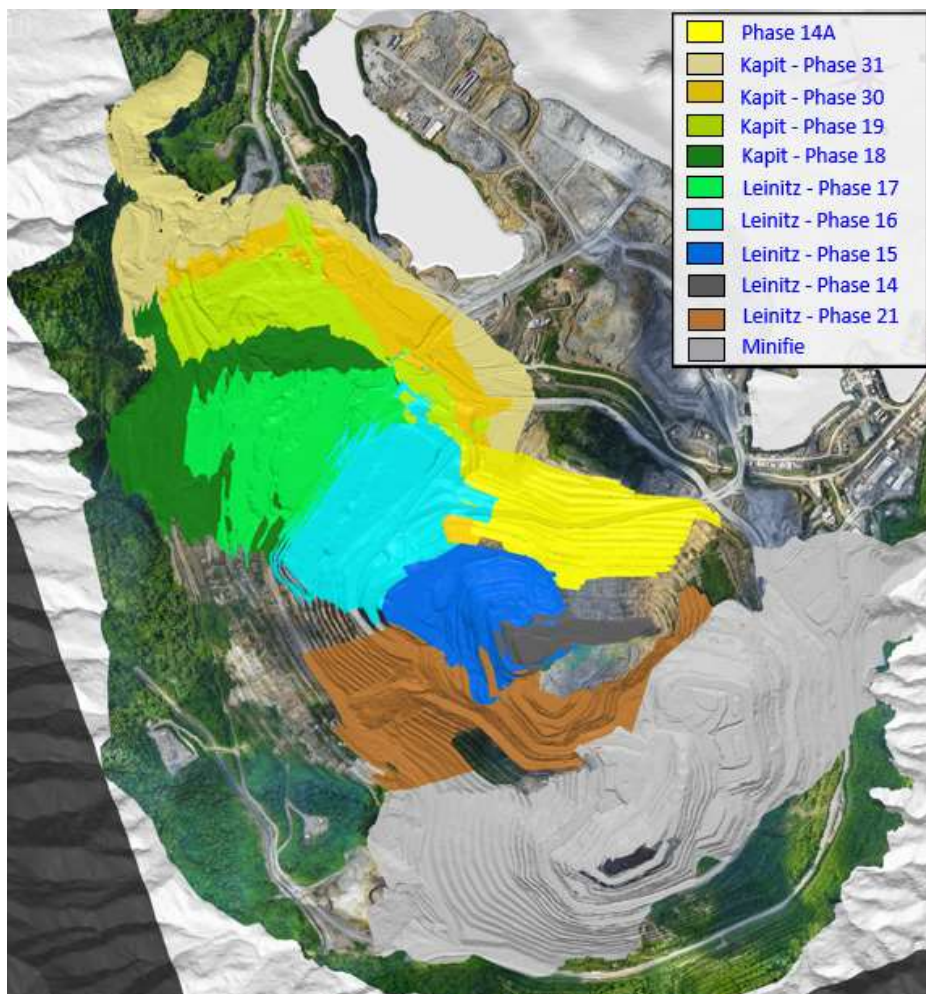 Phase 14A
Kapit - Phase 31
Kapit - Phase 30
Kapit - Phase 19
Kapit - Phase 18
Leinitz - Phase 17
Leinitz - Phase 16
Leinitz - Phase 15
Leinitz - Phase 14
Leinitz - Phase 21
Minifie